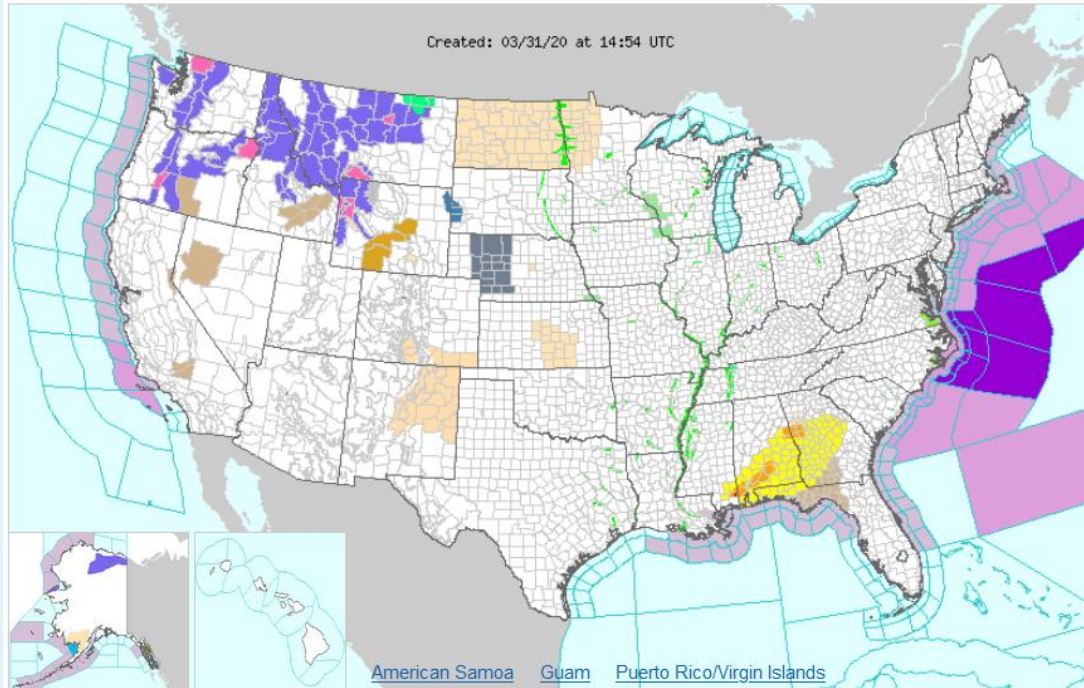 Created: 03/31/20 at 14:54 UTC
American Samoa Guam Puerto Rico/Virgin Islands